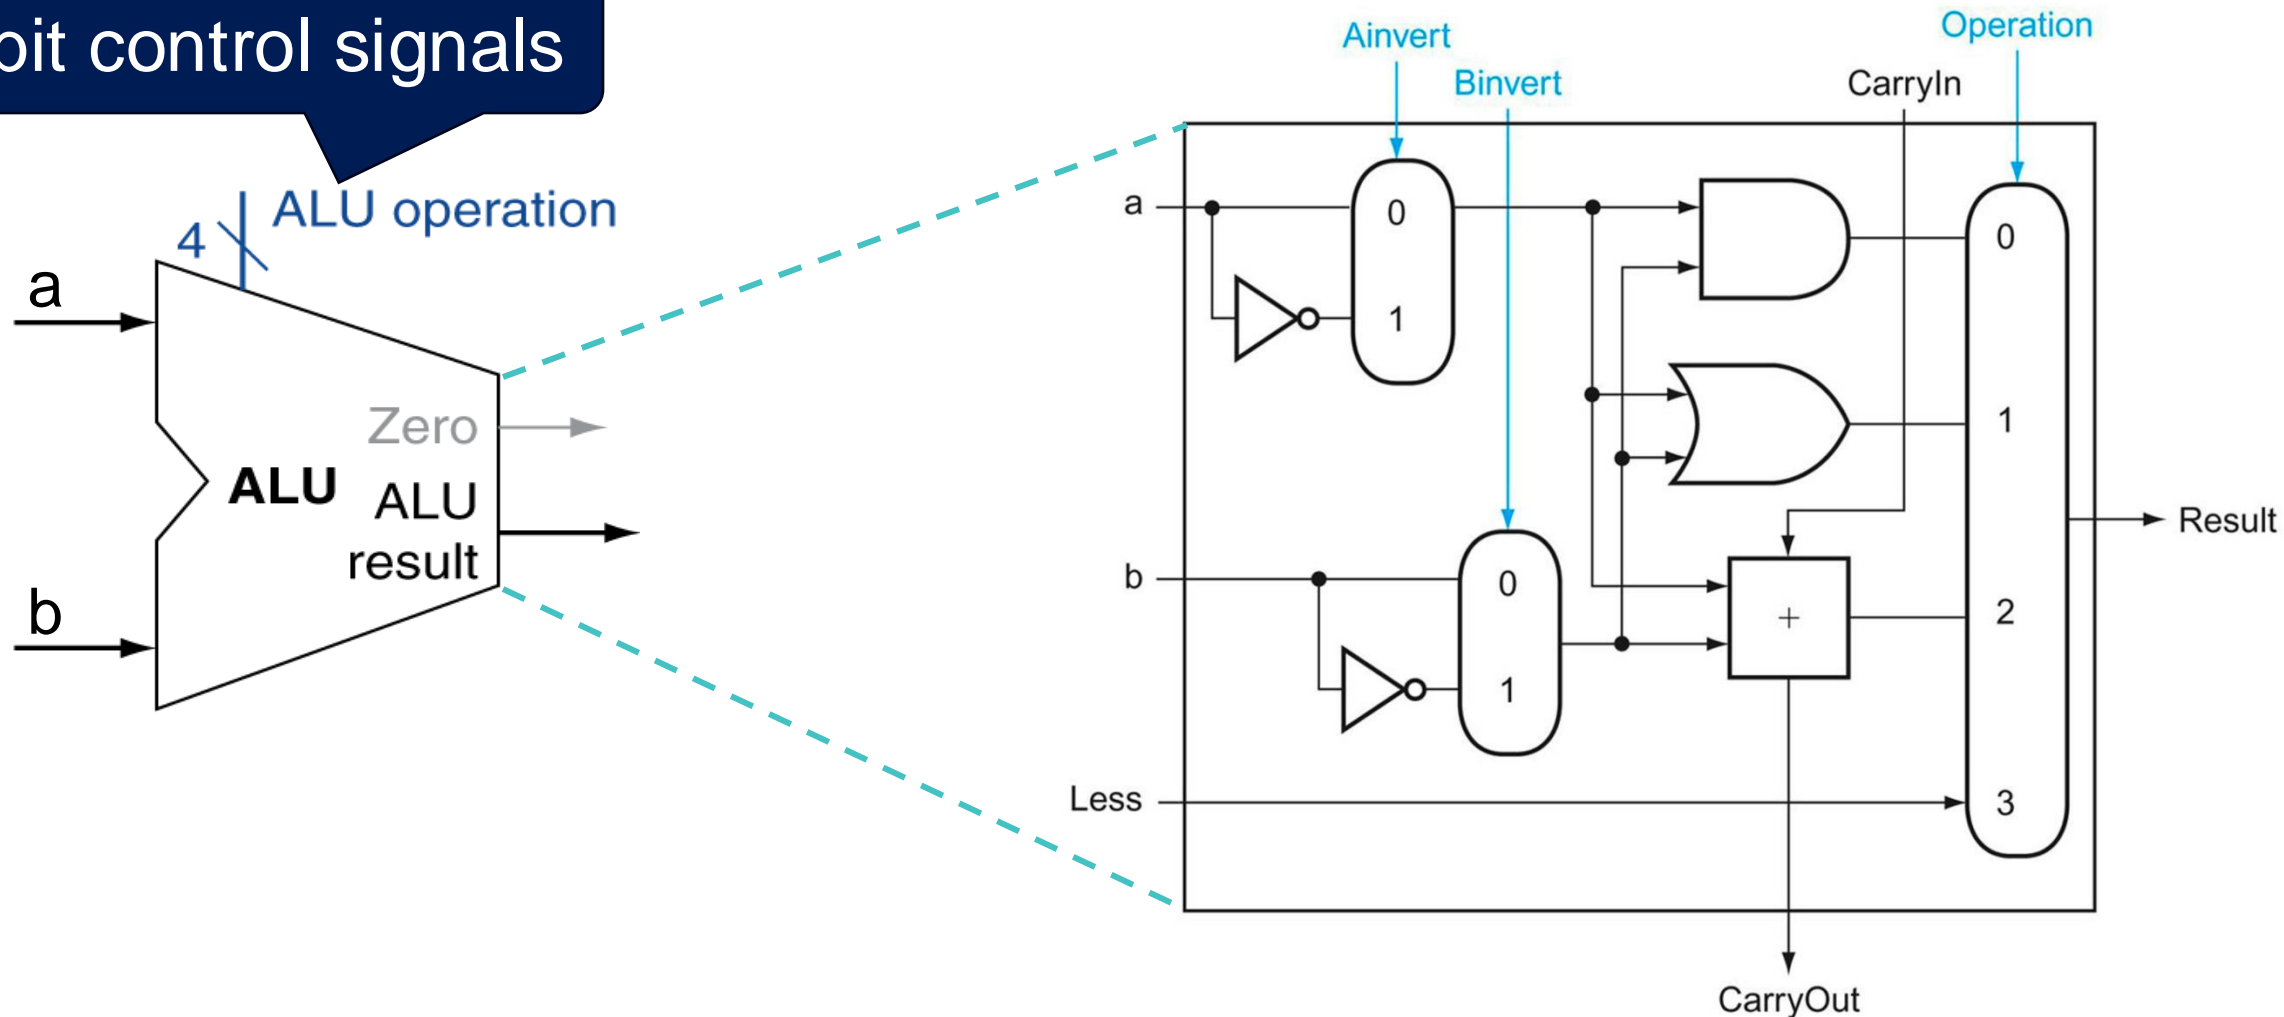 bit control signals
4
ALU operation
a
b
Zero
ALU
ALU
result
Ainvert
Binvert
CarryIn
Operation
a
0
1
b
0
1
Less
+
0
1
2
3
Result
CarryOut